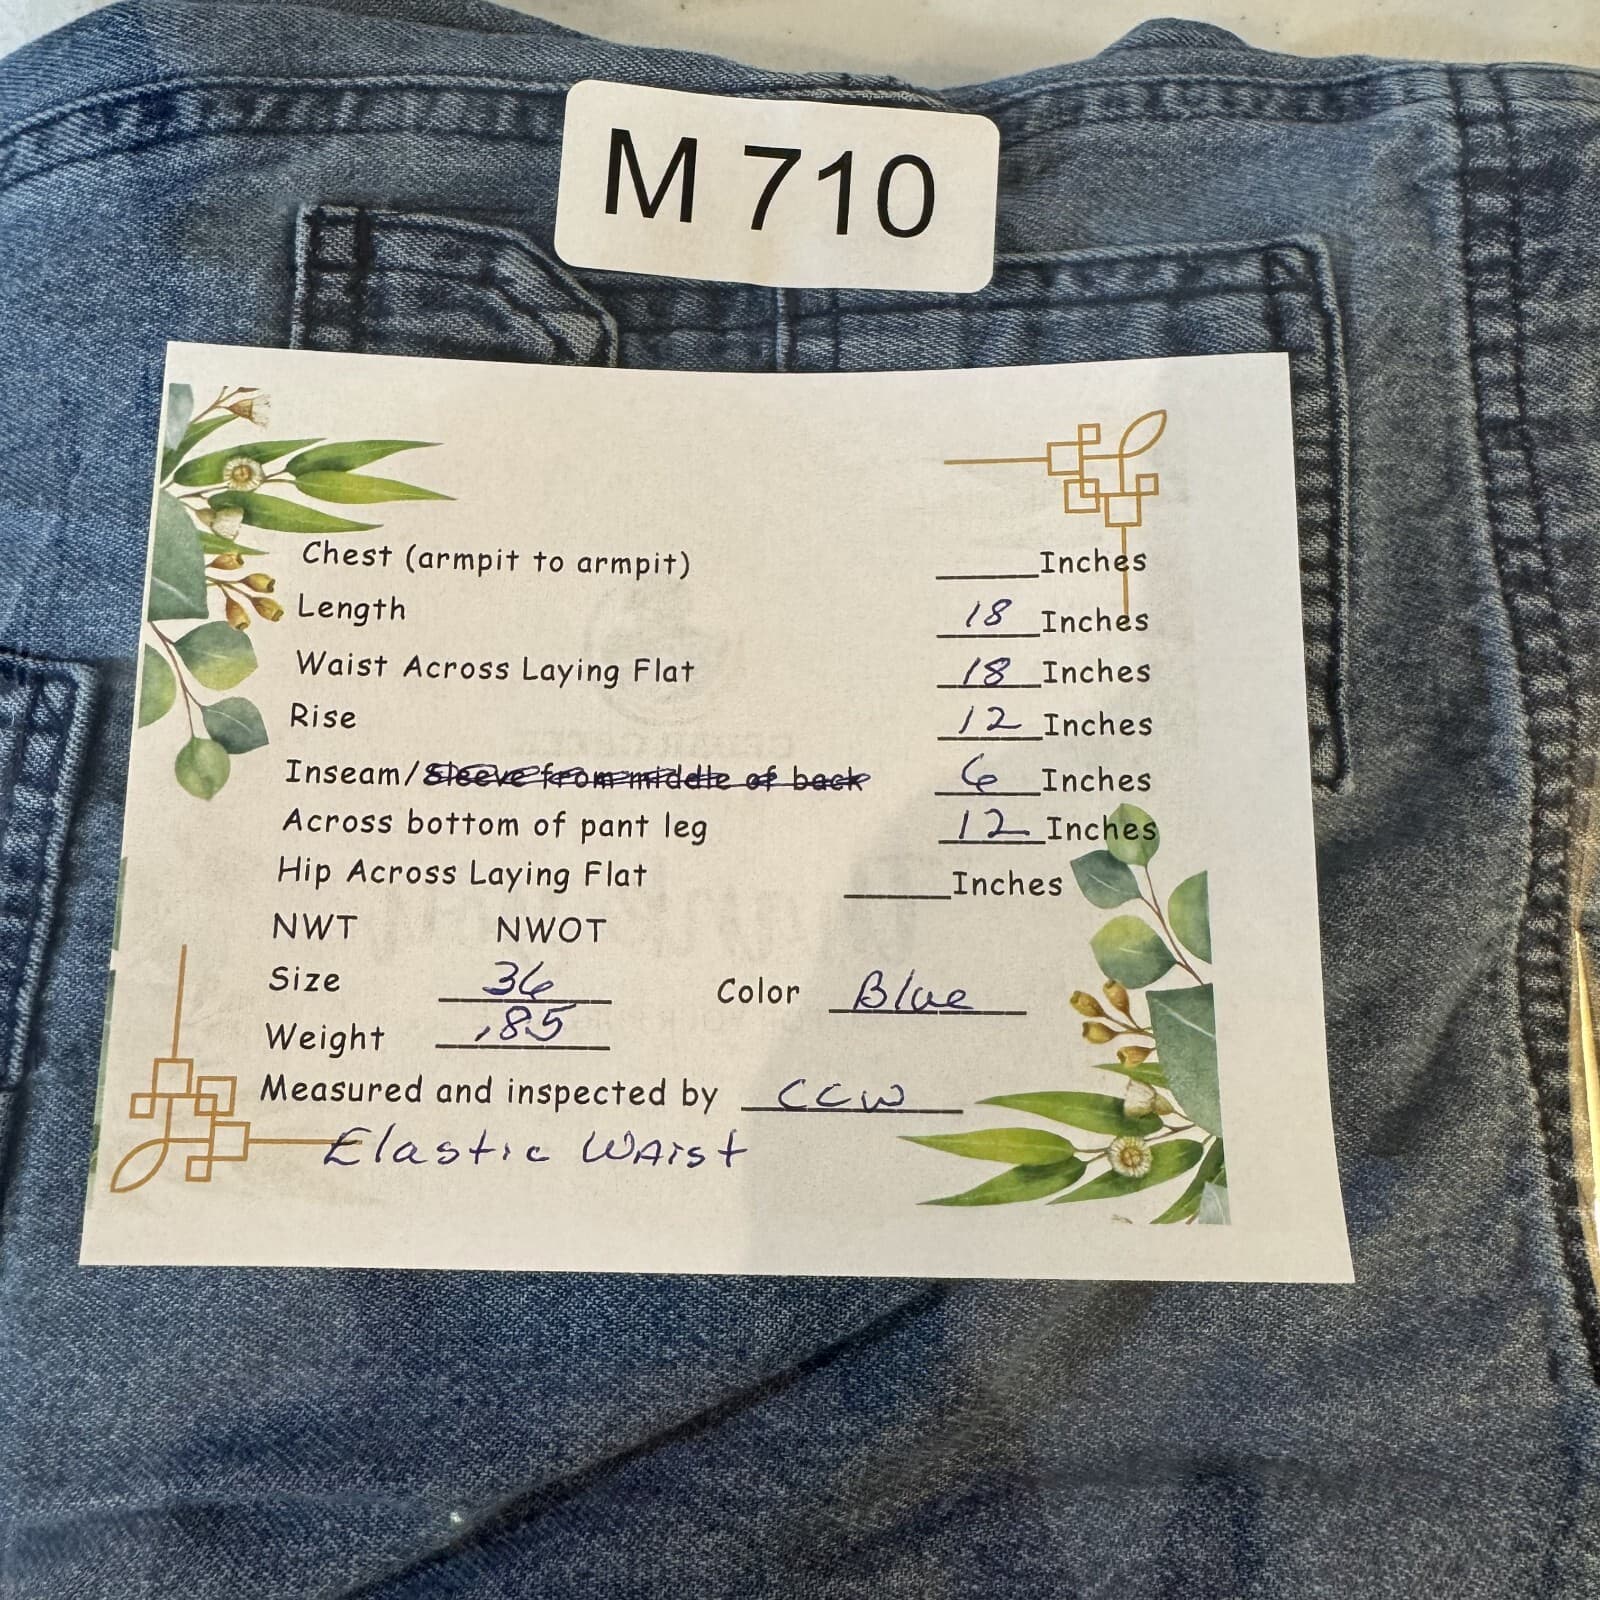 M 710
Chest (armpit to armpit) _____Inches
Length 18 Inches
Waist Across Laying Flat 18 Inches
Rise 12 Inches
Inseam/Sleeve from middle of back 6 Inches
Across bottom of pant leg 12 Inches
Hip Across Laying Flat _____Inches
NWT NWOT
Size 36 Color Blue
Weight .85
Measured and inspected by CCW
Elastic Waist